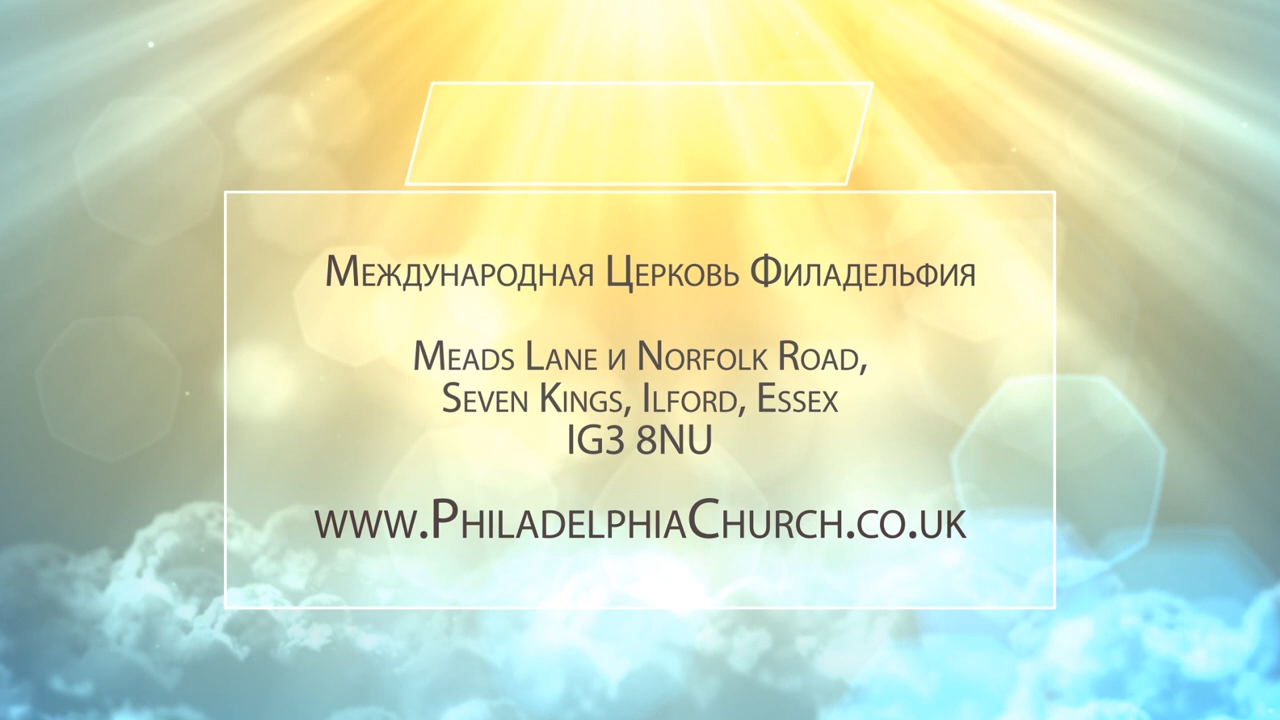 Международная Церковь Филадельфия
Meads Lane и Norfolk Road,
Seven Kings, Ilford, Essex
IG3 8NU
www.PhiladelphiaChurch.co.uk